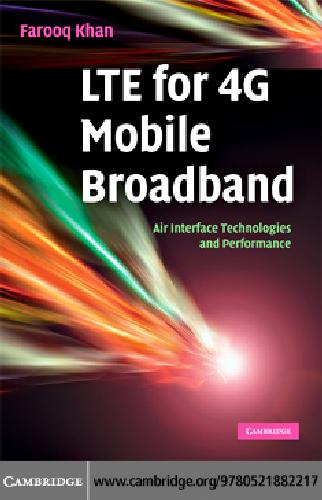 Farooq Khan
LTE for 4G
Mobile
Broadband
Air Interface Technologies
and Performance
CAMBRIDGE
CAMBRIDGE
www.cambridge.org/9780521882217